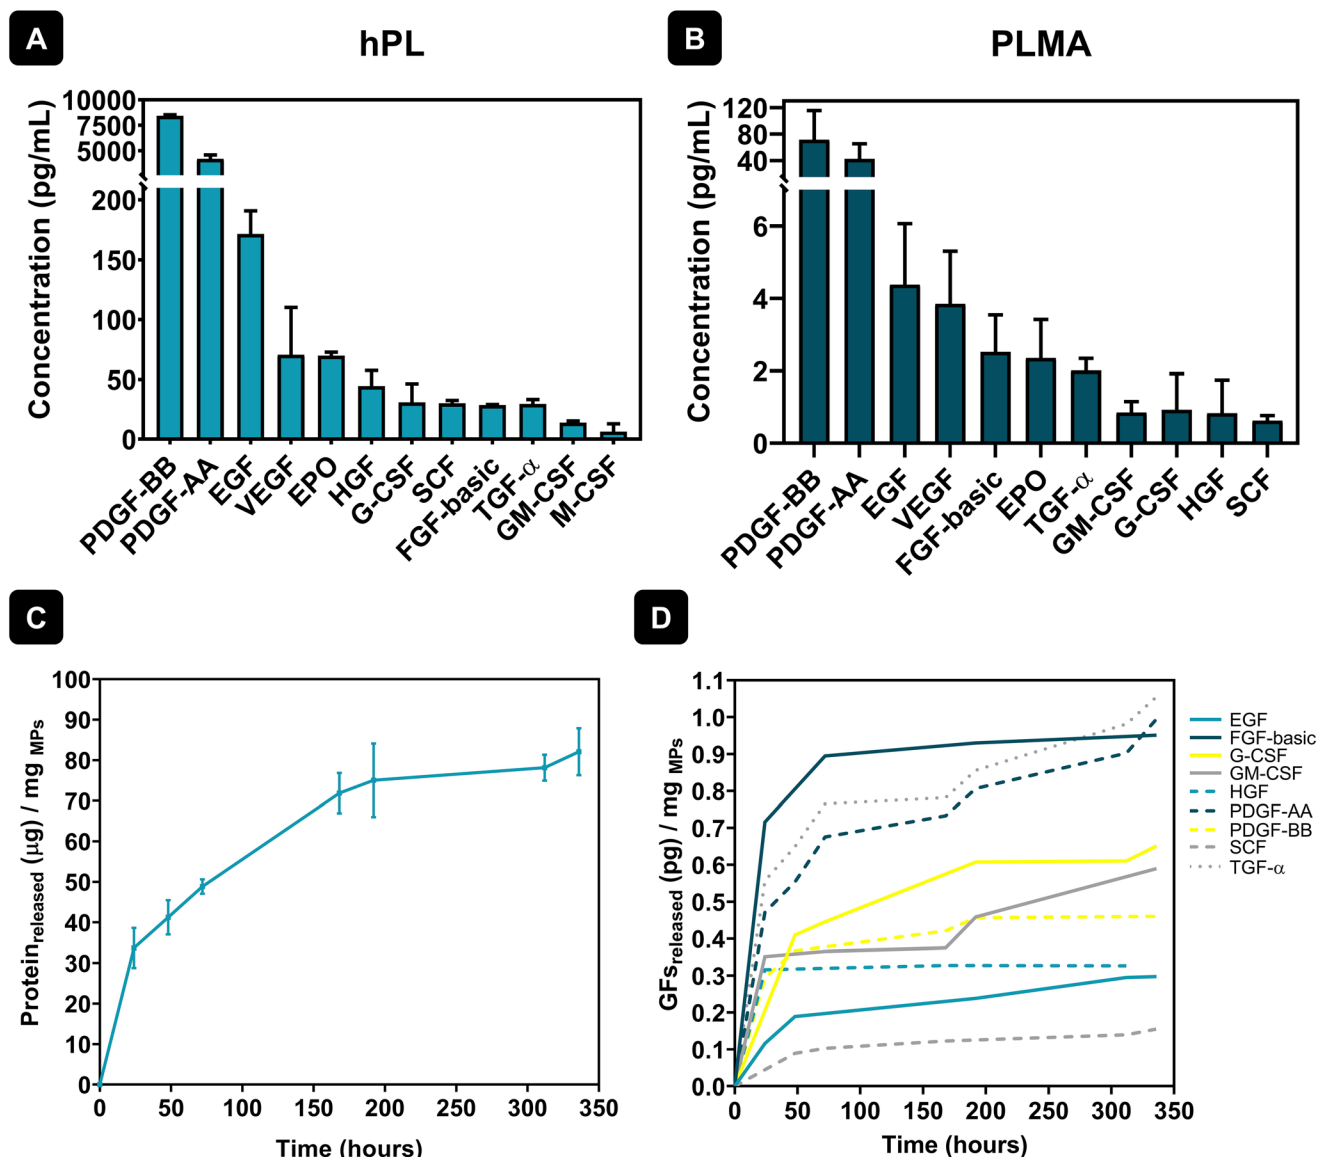 A
hPL
Concentration (pg/mL)
10000
7500
5000
200
150
100
50
0
PDGF-BB
PDGF-AA
EGF
VEGF
EPO
HGF
G-CSF
SCF
FGF-basic
TGF-α
GM-CSF
M-CSF
B
PLMA
Concentration (pg/mL)
120
80
40
6
4
2
0
PDGF-BB
PDGF-AA
EGF
VEGF
FGF-basic
EPO
TGF-α
GM-CSF
G-CSF
HGF
SCF
C
Protein released (μg) / mg MPs
100
90
80
70
60
50
40
30
20
10
0
0 50 100 150 200 250 300 350
Time (hours)
D
GFs released (pg) / mg MPs
1.1
1.0
0.9
0.8
0.7
0.6
0.5
0.4
0.3
0.2
0.1
0.0
0 50 100 150 200 250 300 350
Time (hours)
EGF
FGF-basic
G-CSF
GM-CSF
HGF
PDGF-AA
PDGF-BB
SCF
TGF-α